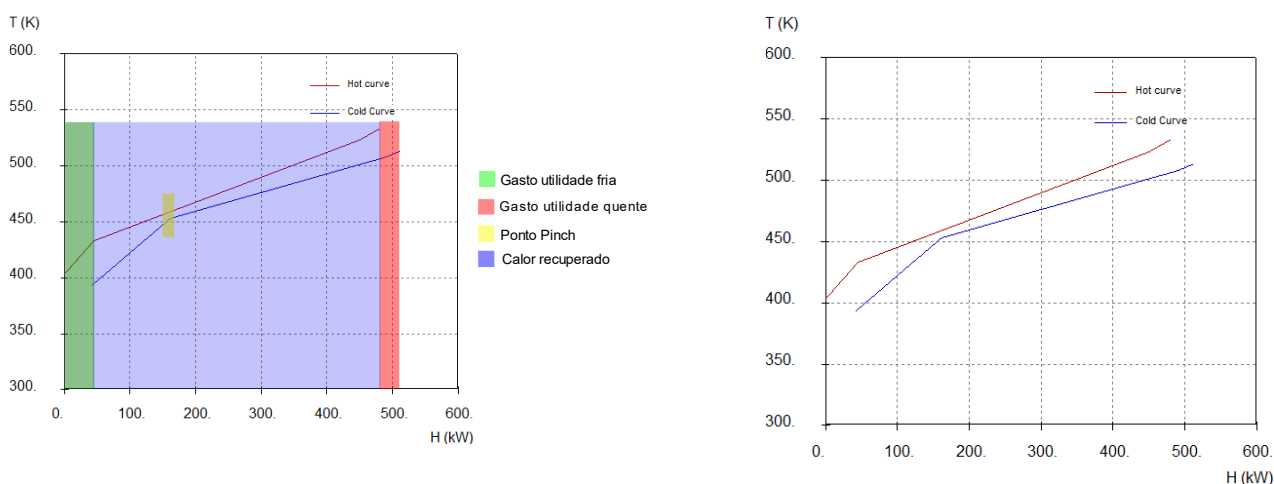 T (K)
600.
550.
500.
450.
400.
350.
300.
0.
100.
200.
300.
400.
500.
600.
H (kW)
Hot curve
Cold Curve
Gasto utilidade fria
Gasto utilidade quente
Ponto Pinch
Calor recuperado
T (K)
600.
550.
500.
450.
400.
350.
300.
0.
100.
200.
300.
400.
500.
600.
H (kW)
Hot curve
Cold Curve